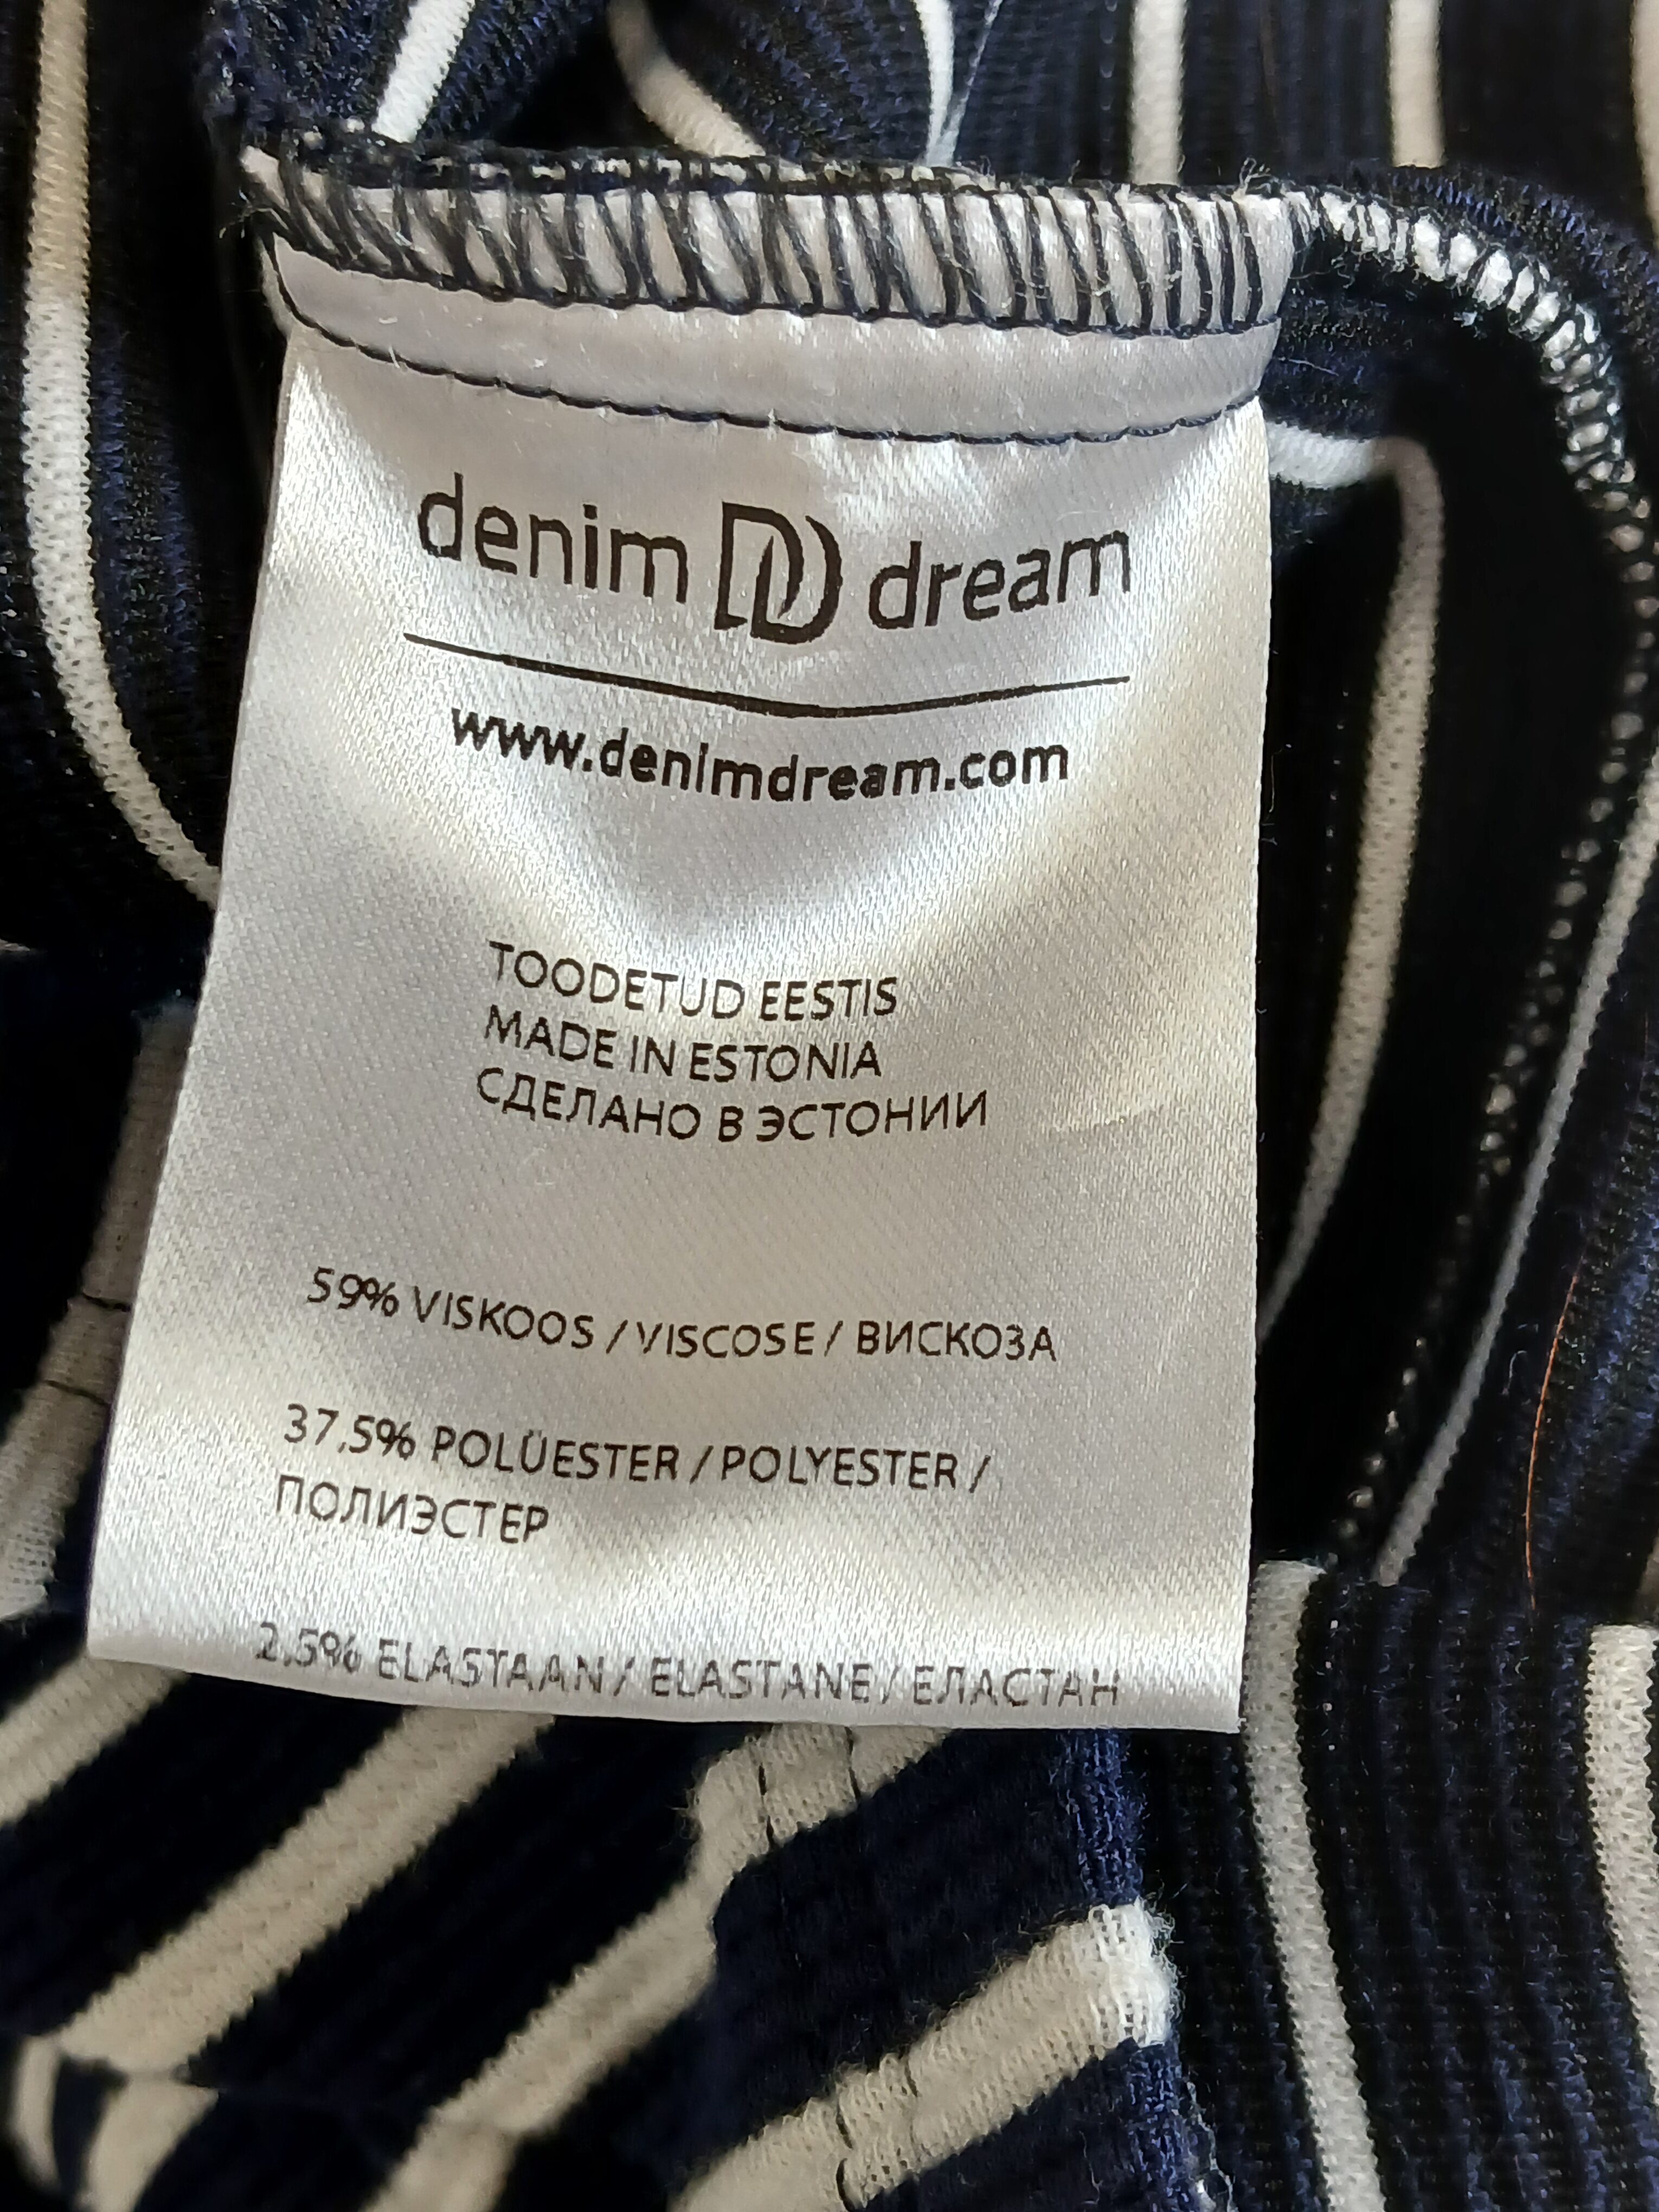 denim DD dream
www.denimdream.com
TOODETUD EESTIS
MADE IN ESTONIA
СДЕЛАНО В ЭСТОНИИ
59% VISKOOS / VISCOSE / ВИСКОЗА
37,5% POLÜESTER / POLYESTER /
ПОЛИЭСТЕР
2,5% ELASTAAN / ELASTANE / ЕЛАСТАН